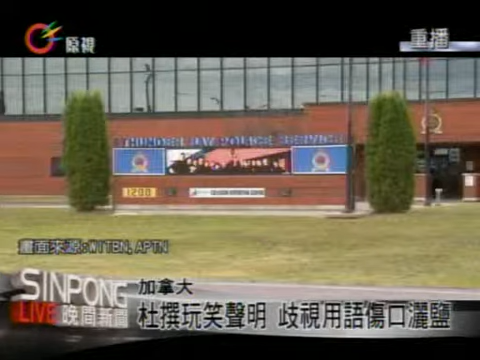 原視
重播
THUNDER BAY POLICE SERVICE
1200
畫面來源:WITBN,APTN
SINPONG
LIVE 晚間新聞
加拿大
杜撰玩笑聲明 歧視用語傷口灑鹽